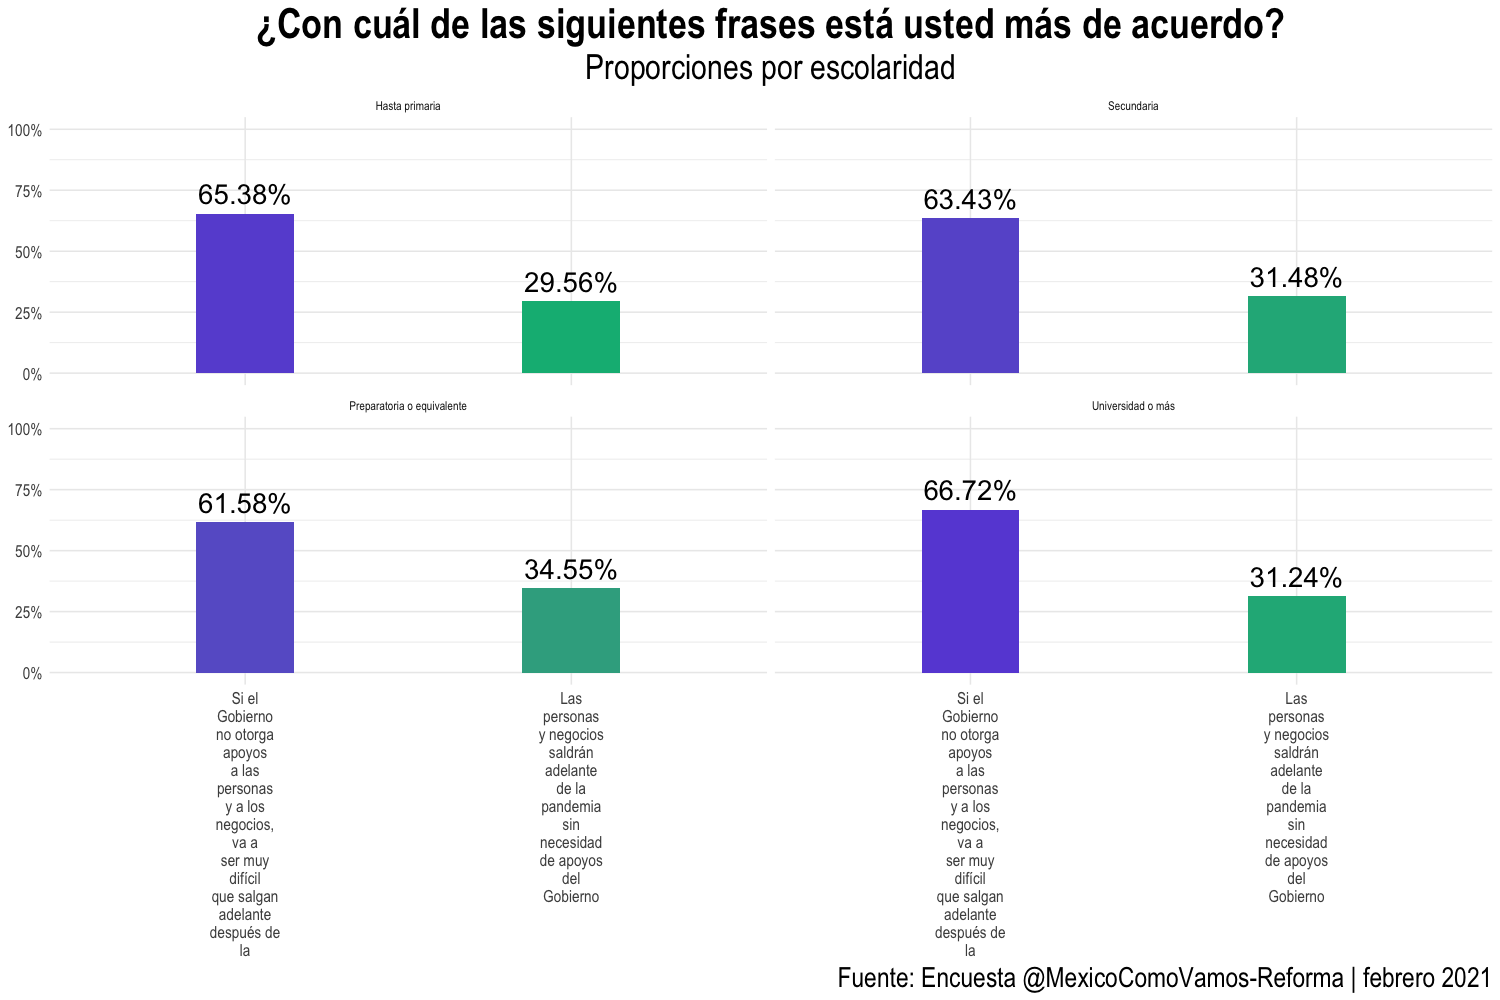 ¿Con cuál de las siguientes frases está usted más de acuerdo?
Proporciones por escolaridad
Hasta primaria
100%
75%
50%
25%
0%
65.38%
29.56%
Secundaria
63.43%
31.48%
Preparatoria o equivalente
100%
75%
50%
25%
0%
61.58%
34.55%
Universidad o más
66.72%
31.24%
Si el
Gobierno
no otorga
apoyos
a las
personas
y a los
negocios,
va a
ser muy
difícil
que salgan
adelante
después de
la
Las
personas
y negocios
saldrán
adelante
de la
pandemia
sin
necesidad
de apoyos
del
Gobierno
Si el
Gobierno
no otorga
apoyos
a las
personas
y a los
negocios,
va a
ser muy
difícil
que salgan
adelante
después de
la
Las
personas
y negocios
saldrán
adelante
de la
pandemia
sin
necesidad
de apoyos
del
Gobierno
Fuente: Encuesta @MexicoComoVamos-Reforma | febrero 2021